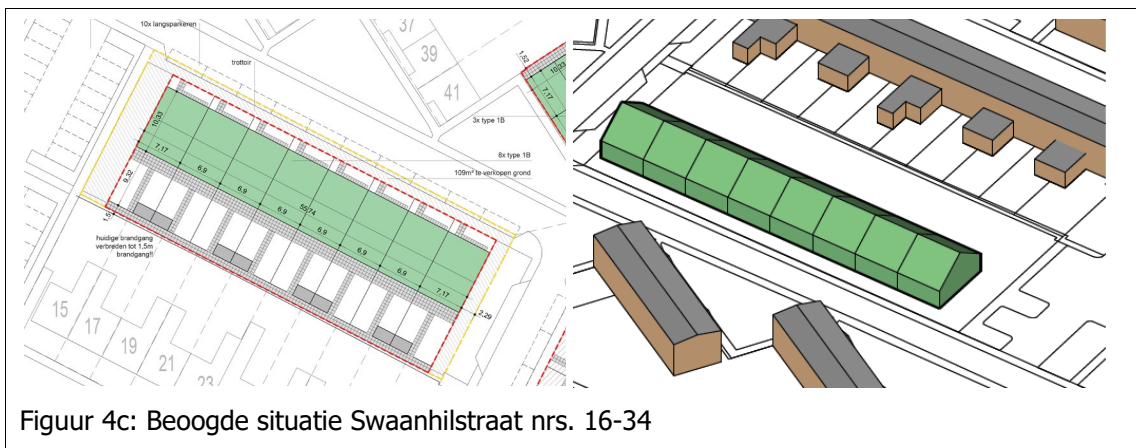 10x langsparkeren
trottoir
37
39
41
1,82
10,33
7,17
3x type 1B
8x type 1B
109m² te verkopen grond
10,33
7,17
6,9
6,9
6,9
55,74
6,9
6,9
6,9
7,17
9,32
1,5
2,29
huidige brandgang
verbreden tot 1,5m
brandgang!!
15
17
19
21
23
Figuur 4c: Beoogde situatie Swaanhilstraat nrs. 16-34